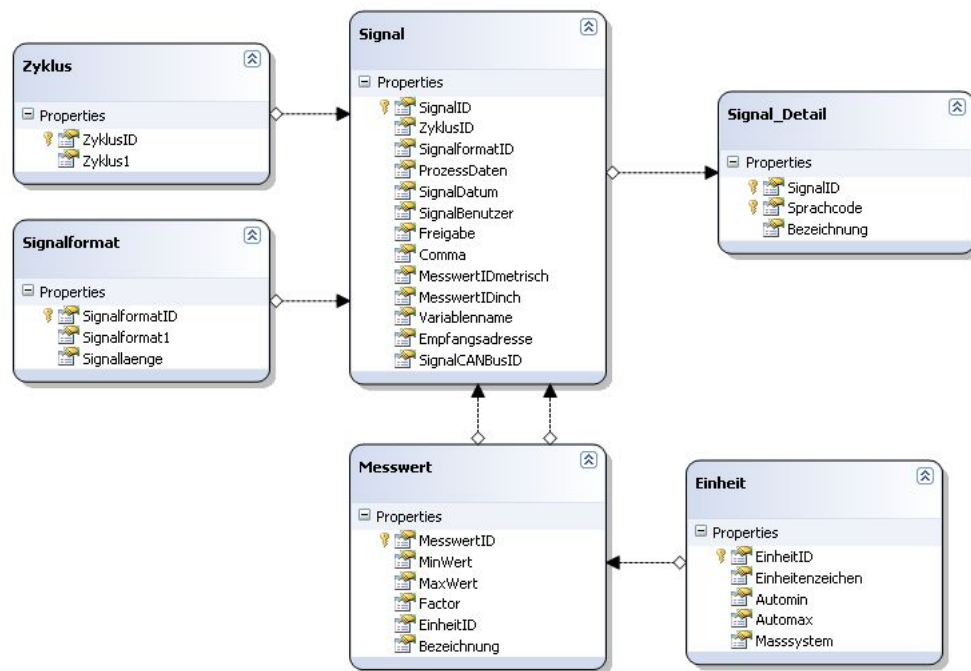 Zyklus
Properties
ZyklusID
Zyklus1
Signalformat
Properties
SignalformatID
Signalformat1
Signallaenge
Signal
Properties
SignalID
ZyklusID
SignalformatID
ProzessDaten
SignalDatum
SignalBenutzer
Freigabe
Comma
MesswertIDmetrisch
MesswertIDinch
Variablenname
Empfangsadresse
SignalCANBusID
Signal_Detail
Properties
SignalID
Sprachcode
Bezeichnung
Messwert
Properties
MesswertID
MinWert
MaxWert
Factor
EinheitID
Bezeichnung
Einheit
Properties
EinheitID
Einheitenzeichen
Automin
Automax
Masssystem